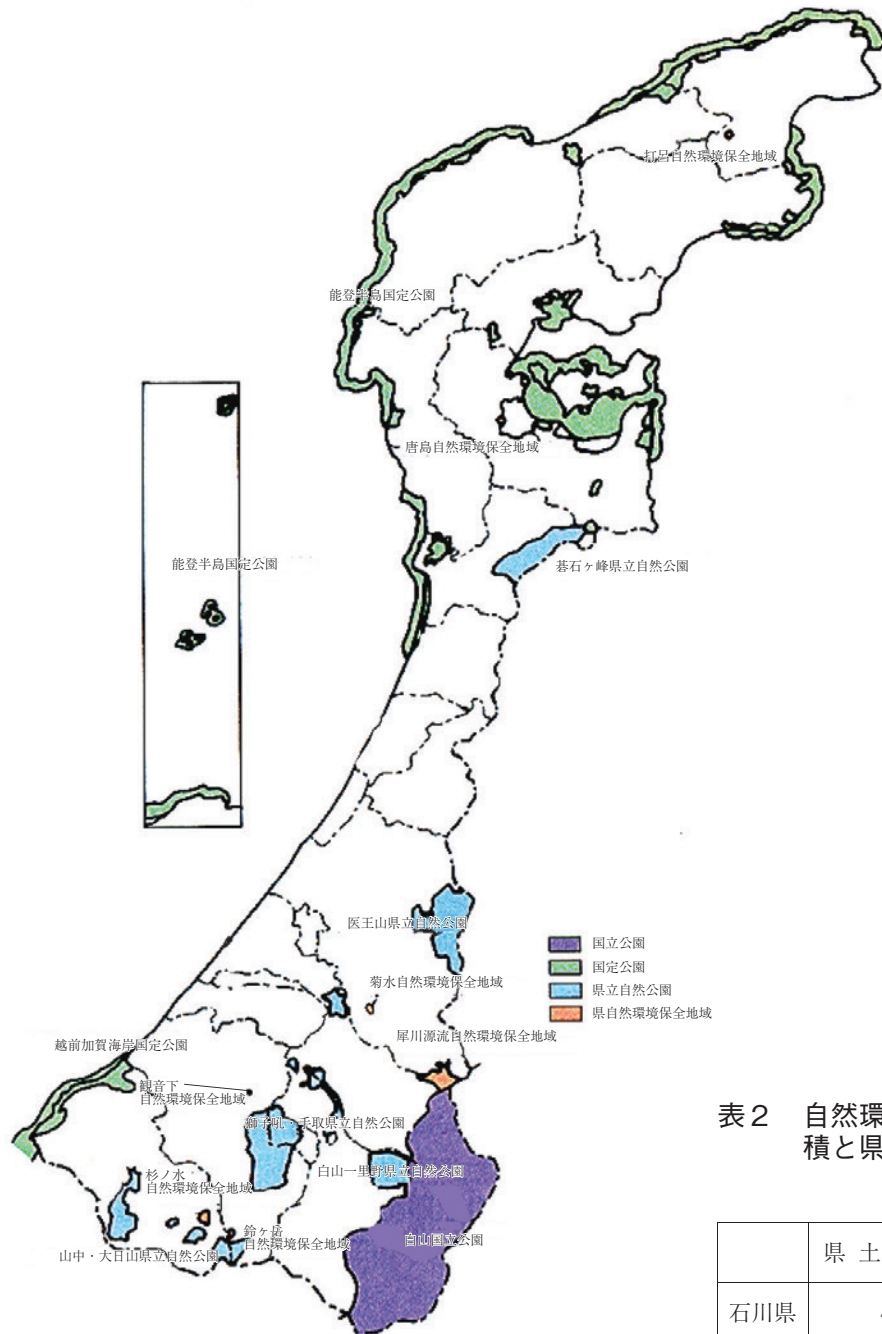 打呂自然環境保全地域
能登半島国定公園
唐島自然環境保全地域
能登半島国定公園
碁石ヶ峰県立自然公園
医王山県立自然公園
国立公園
国定公園
県立自然公園
県自然環境保全地域
菊水自然環境保全地域
犀川源流自然環境保全地域
越前加賀海岸国定公園
観音下
自然環境保全地域
獅子吼・手取県立自然公園
白山一里野県立自然公園
杉ノ水
自然環境保全地域
鈴ヶ岳
自然環境保全地域
山中・大日山県立自然公園
白山国立公園
表2 自然環
積と県
県 土
石川県